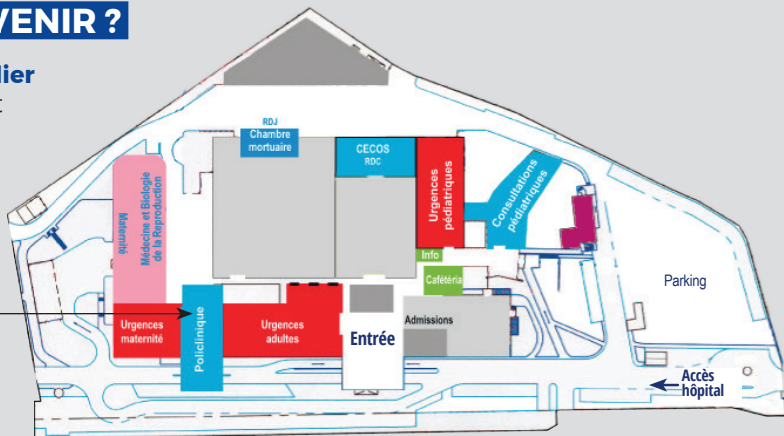 VENIR ?
lier
t
RDJ
Chambre
mortuaire
CECOS
RDC
Urgences
pédiatriques
Consultations
pédiatriques
Maternité
Médecine et Biologie
de la Reproduction
Info
Cafétéria
Parking
Urgences
maternité
Policlinique
Urgences
adultes
Entrée
Admissions
Accès
hôpital